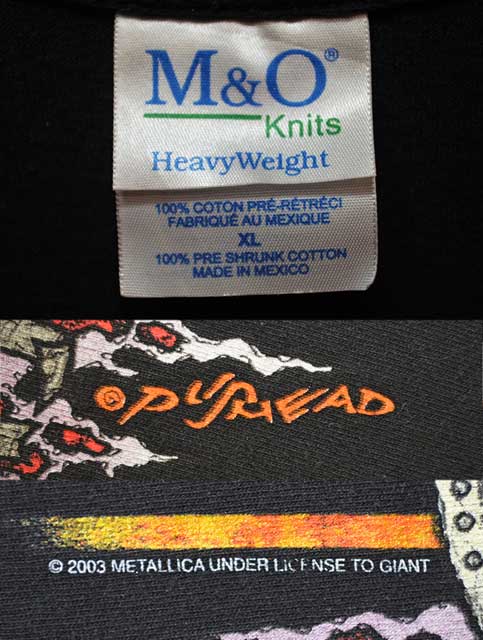 M&O®
Knits
HeavyWeight
100% COTON PRÉ-RÉTRÉCI
FABRIQUÉ AU MEXIQUE
XL
100% PRE SHRUNK COTTON
MADE IN MEXICO
© PUSHEAD
© 2003 METALLICA UNDER LICENSE TO GIANT